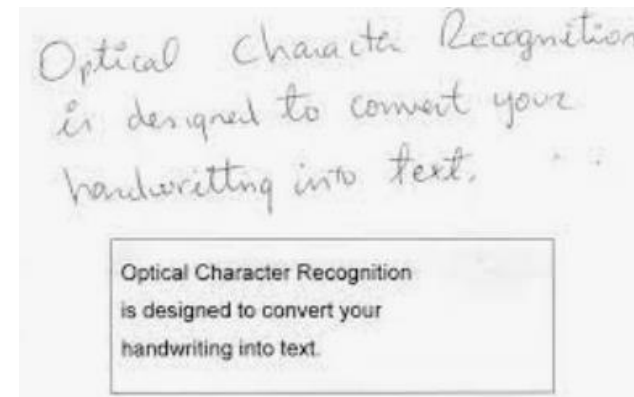 Optical Character Recognition
is designed to convert your
handwritting into text.
Optical Character Recognition
is designed to convert your
handwriting into text.